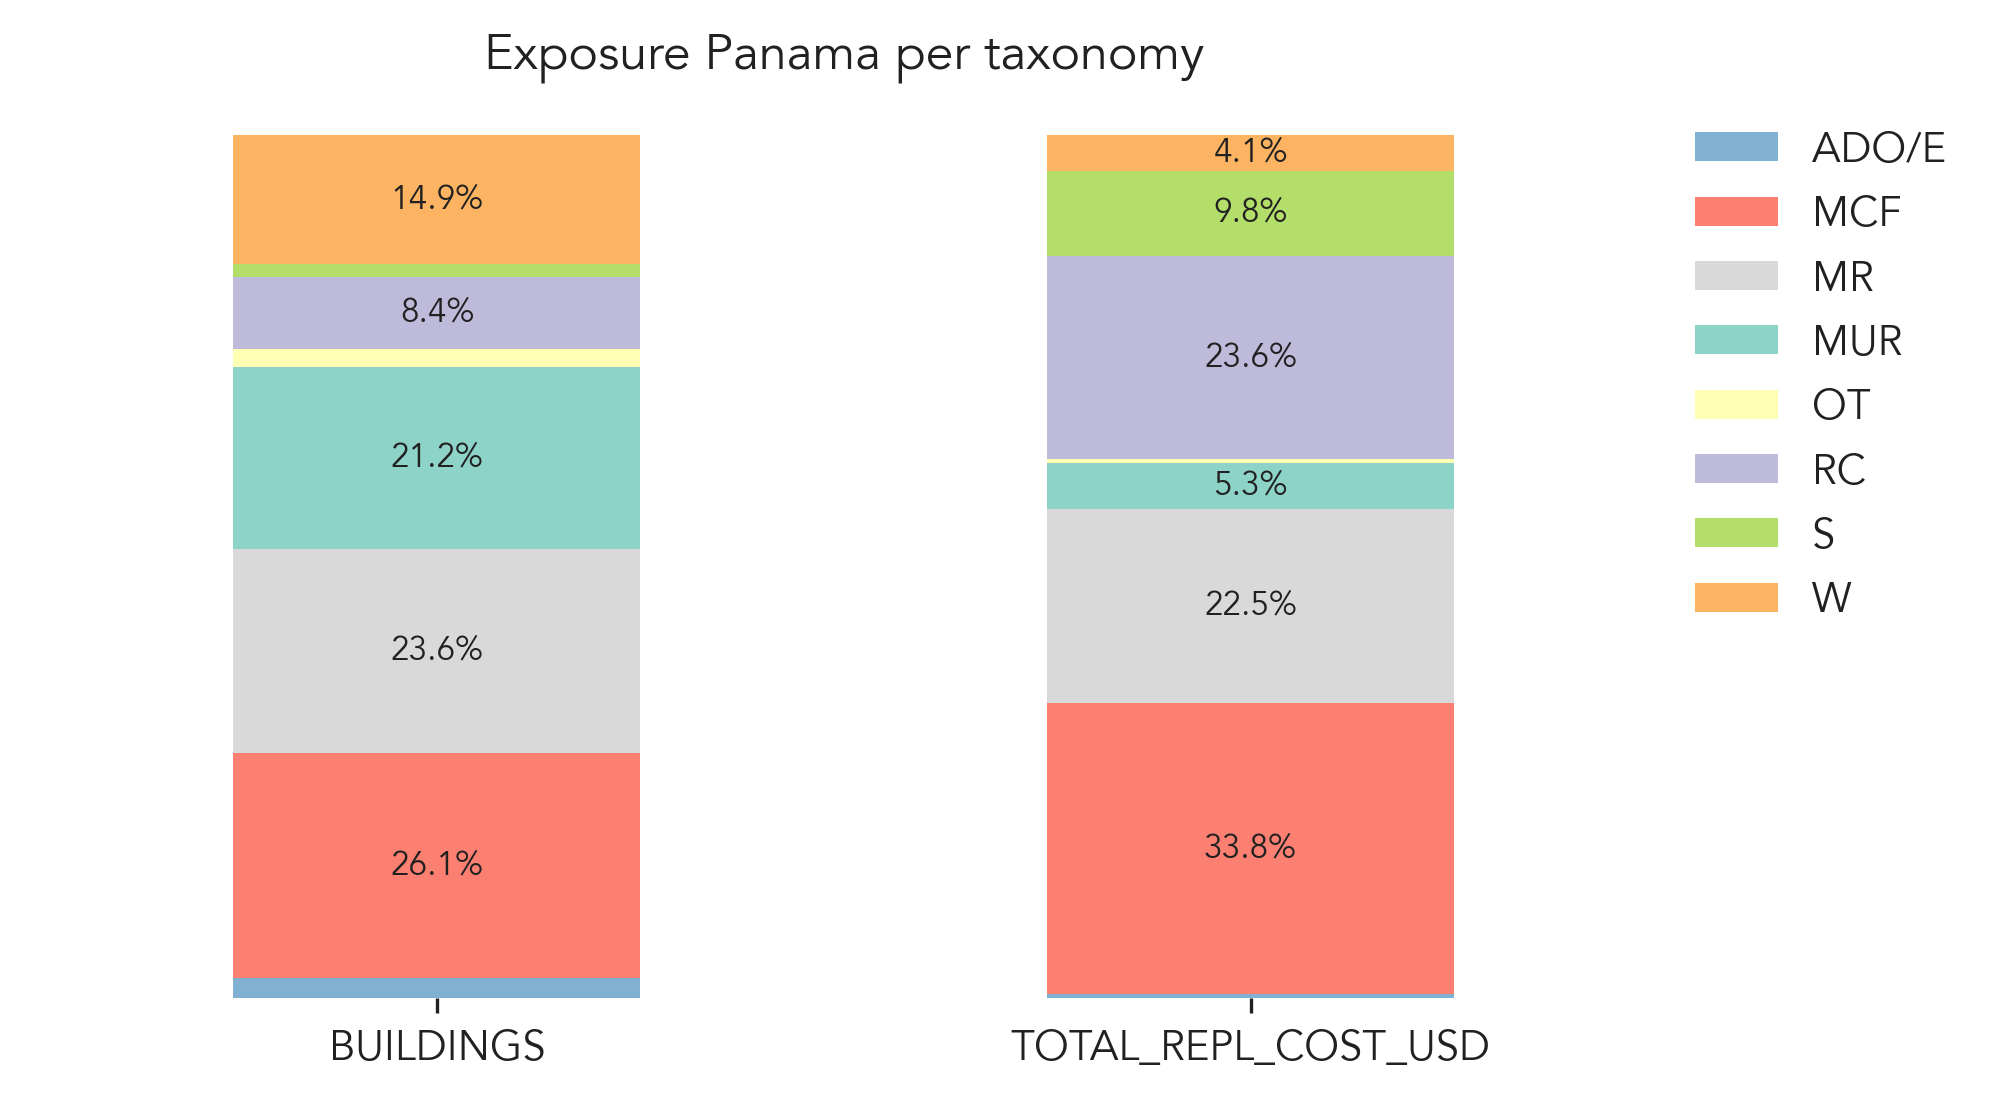 Exposure Panama per taxonomy
14.9%
8.4%
21.2%
23.6%
26.1%
BUILDINGS
4.1%
9.8%
23.6%
5.3%
22.5%
33.8%
TOTAL_REPL_COST_USD
ADO/E
MCF
MR
MUR
OT
RC
S
W